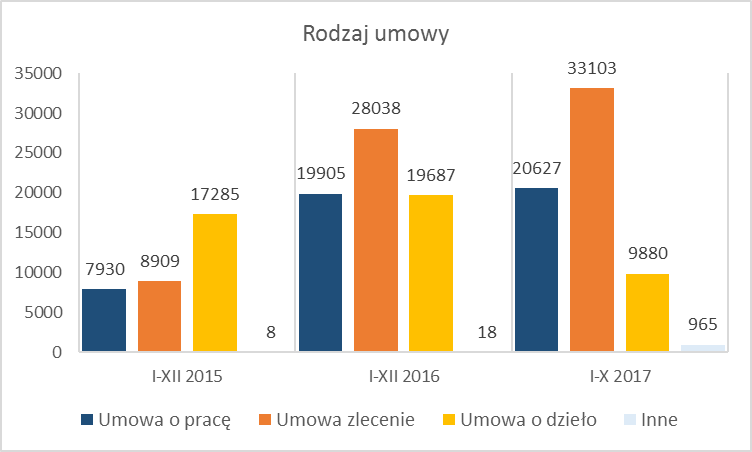 Rodzaj umowy
35000
30000
25000
20000
15000
10000
5000
0
7930
8909
17285
8
19905
28038
19687
18
20627
33103
9880
965
I-XII 2015
I-XII 2016
I-X 2017
Umowa o pracę
Umowa zlecenie
Umowa o dzieło
Inne